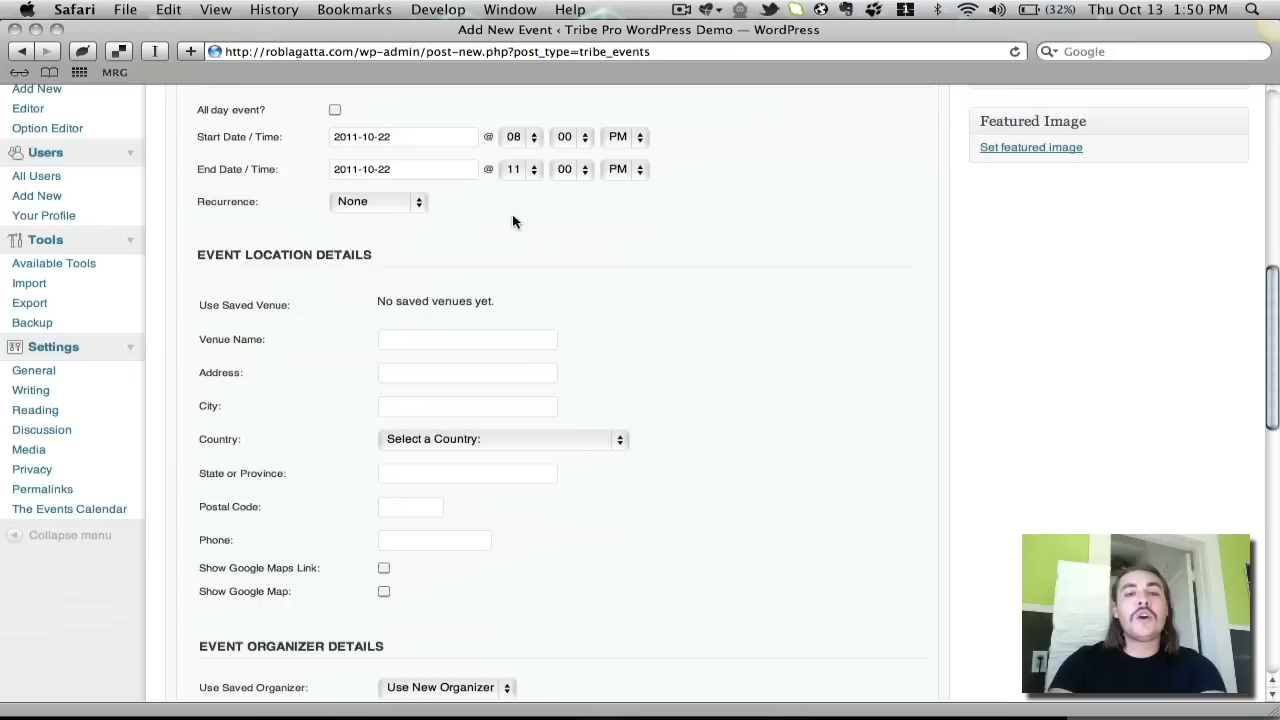 Safari File Edit View History Bookmarks Develop Window Help (32%) Thu Oct 13 1:50 PM
Add New Event ‹ Tribe Pro WordPress Demo — WordPress
http://roblagatta.com/wp-admin/post-new.php?post_type=tribe_events
Google
MRG
Add New
Editor
Option Editor
Users
All Users
Add New
Your Profile
Tools
Available Tools
Import
Export
Backup
Settings
General
Writing
Reading
Discussion
Media
Privacy
Permalinks
The Events Calendar
Collapse menu
All day event?
Start Date / Time: 2011-10-22 @ 08 00 PM
End Date / Time: 2011-10-22 @ 11 00 PM
Recurrence: None
EVENT LOCATION DETAILS
Use Saved Venue: No saved venues yet.
Venue Name:
Address:
City:
Country: Select a Country:
State or Province:
Postal Code:
Phone:
Show Google Maps Link:
Show Google Map:
EVENT ORGANIZER DETAILS
Use Saved Organizer: Use New Organizer
Featured Image
Set featured image